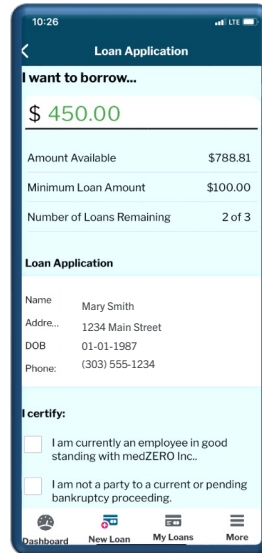 10:26 LTE
Loan Application
I want to borrow...
$ 450.00
Amount Available $788.81
Minimum Loan Amount $100.00
Number of Loans Remaining 2 of 3
Loan Application
Name Mary Smith
Addre... 1234 Main Street
DOB 01-01-1987
Phone: (303) 555-1234
I certify:
I am currently an employee in good
standing with medZERO Inc..
I am not a party to a current or pending
bankruptcy proceeding.
Dashboard New Loan My Loans More